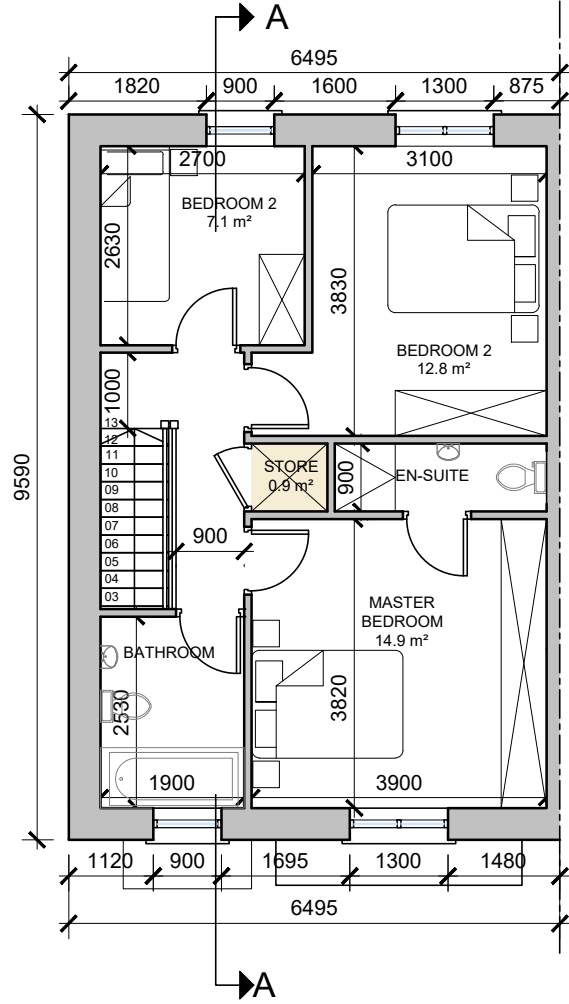 A
6495
1820 900 1600 1300 875
2700
3100
BEDROOM 2
7.1 m²
2630
3830
BEDROOM 2
12.8 m²
1000
13
12
11
10
09
08
07
06
05
04
03
9590
STORE
0.9 m²
900
EN-SUITE
900
MASTER
BEDROOM
14.9 m²
BATHROOM
2530
3820
1900
3900
1120 900 1695 1300 1480
6495
A